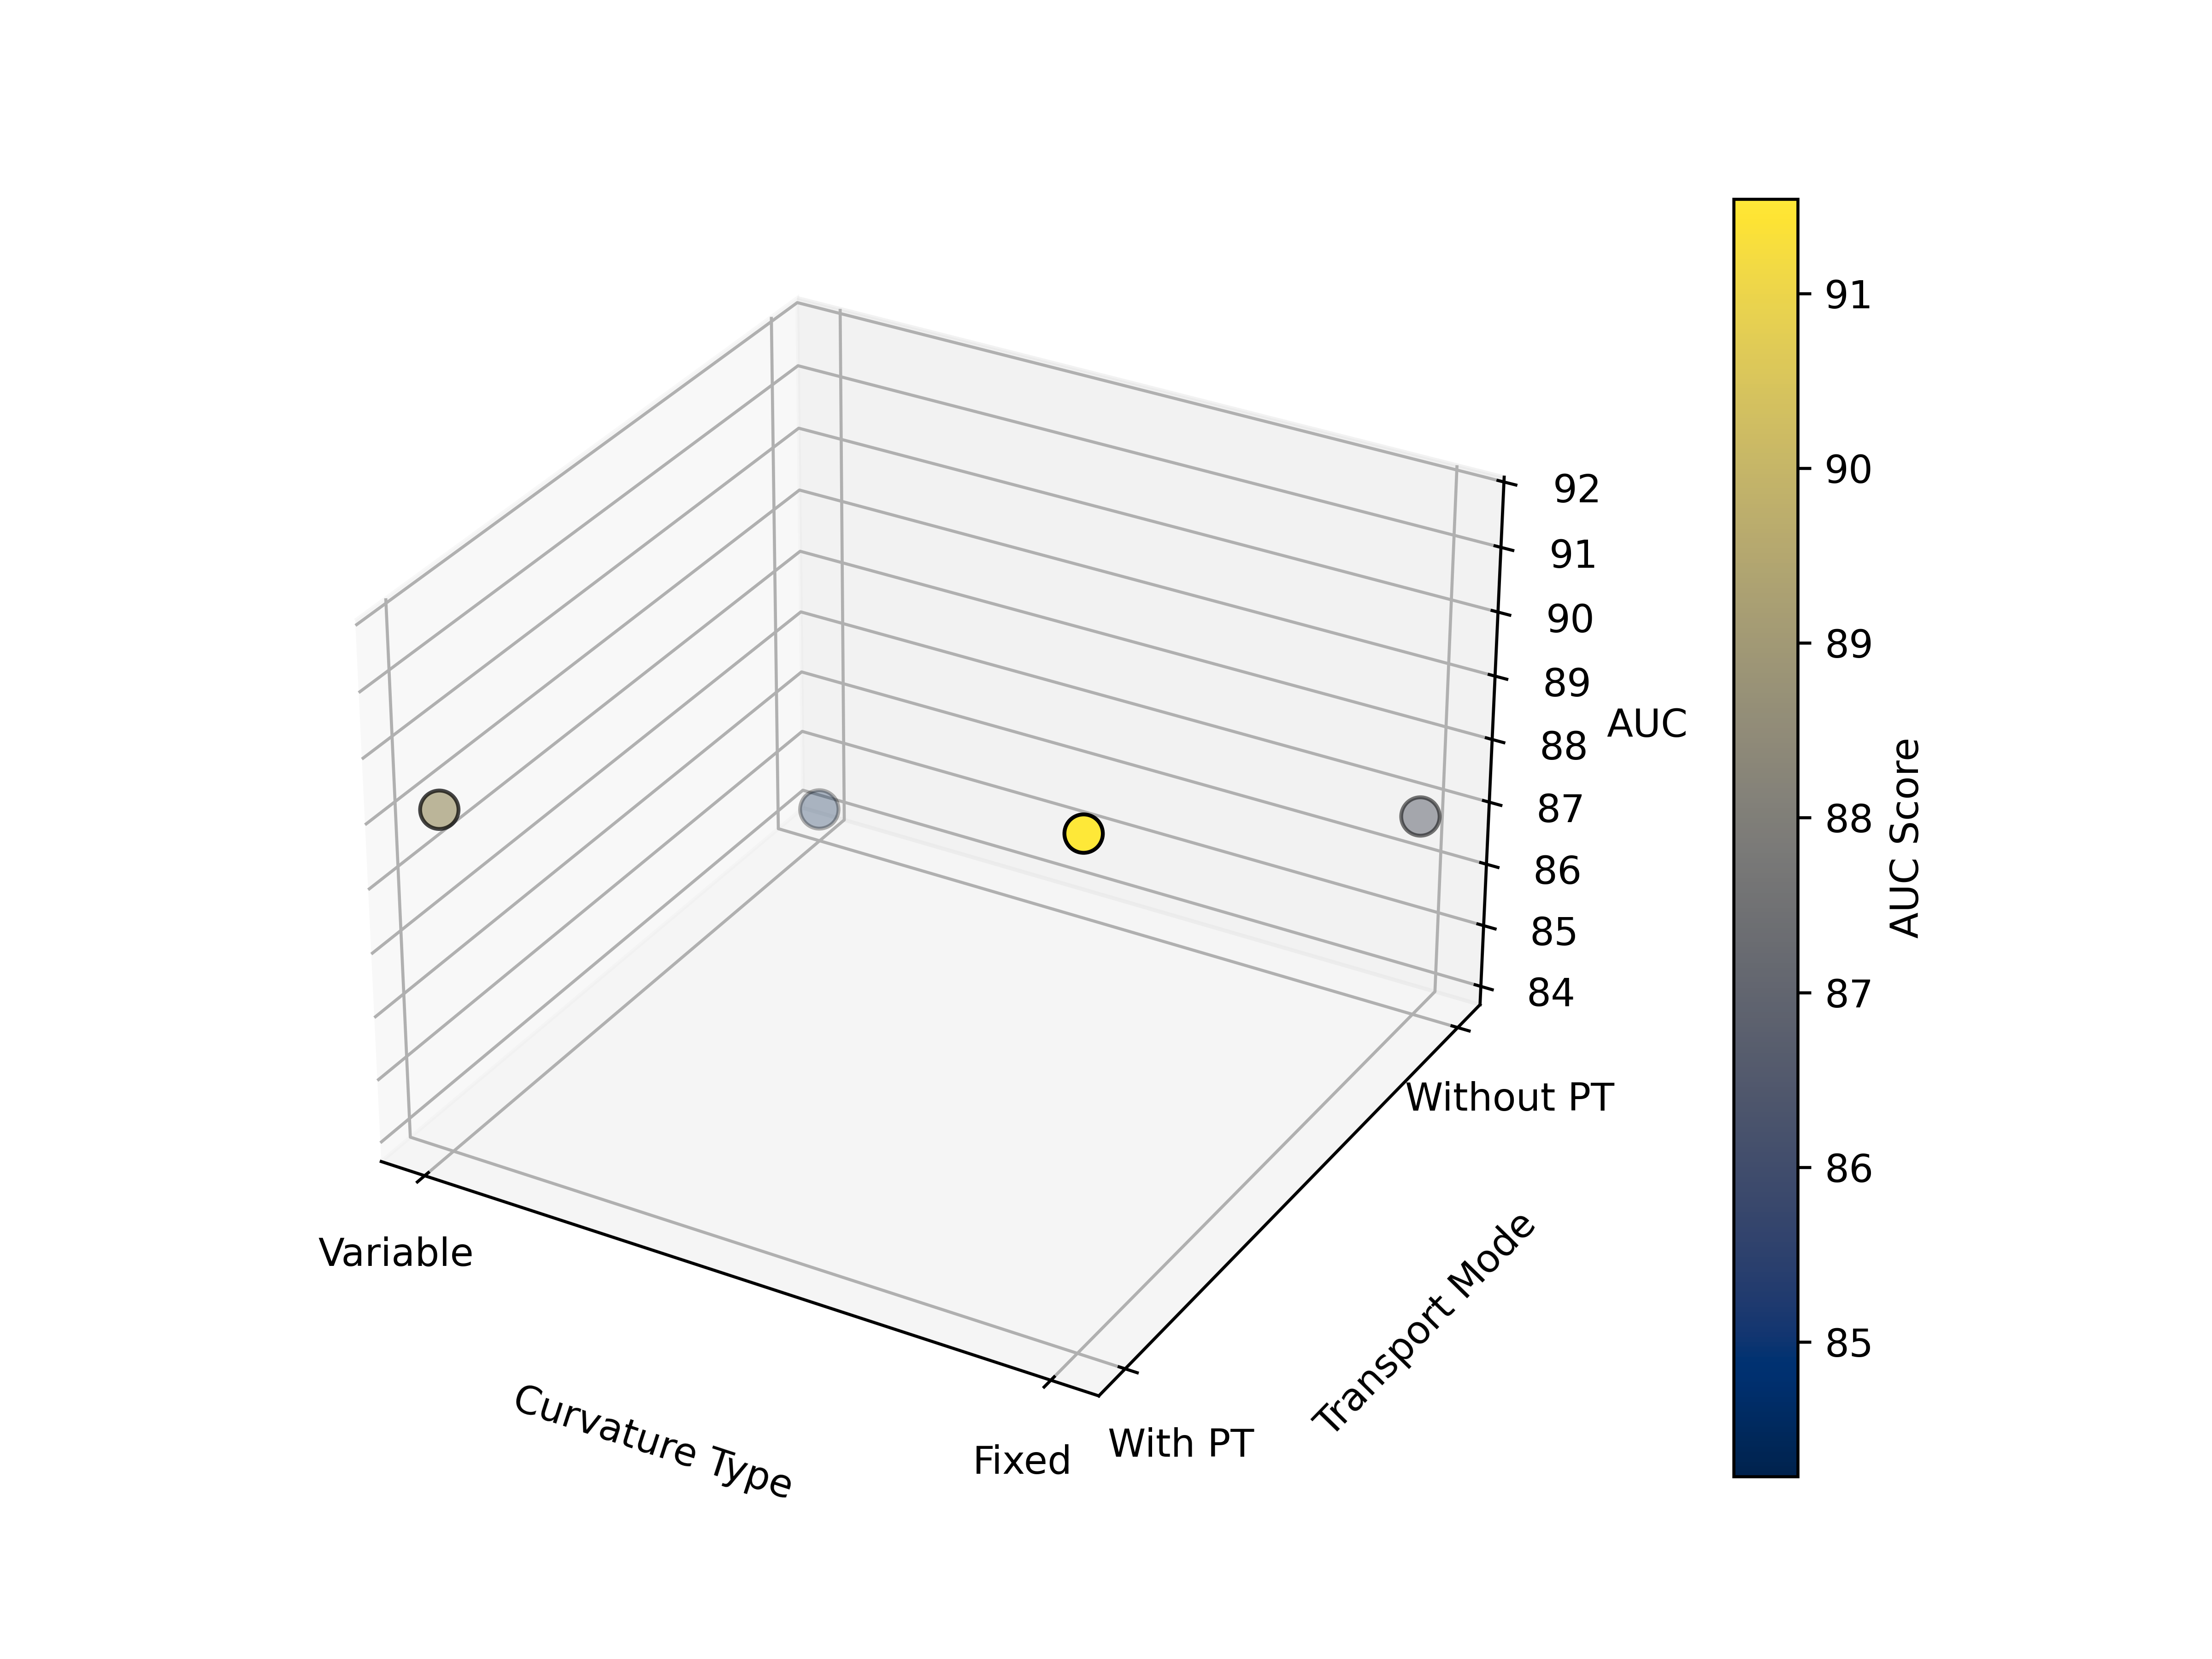 92
91
90
89
88
87
86
85
84
AUC
Without PT
With PT
Transport Mode
Variable
Fixed
Curvature Type
91
90
89
88
87
86
85
AUC Score